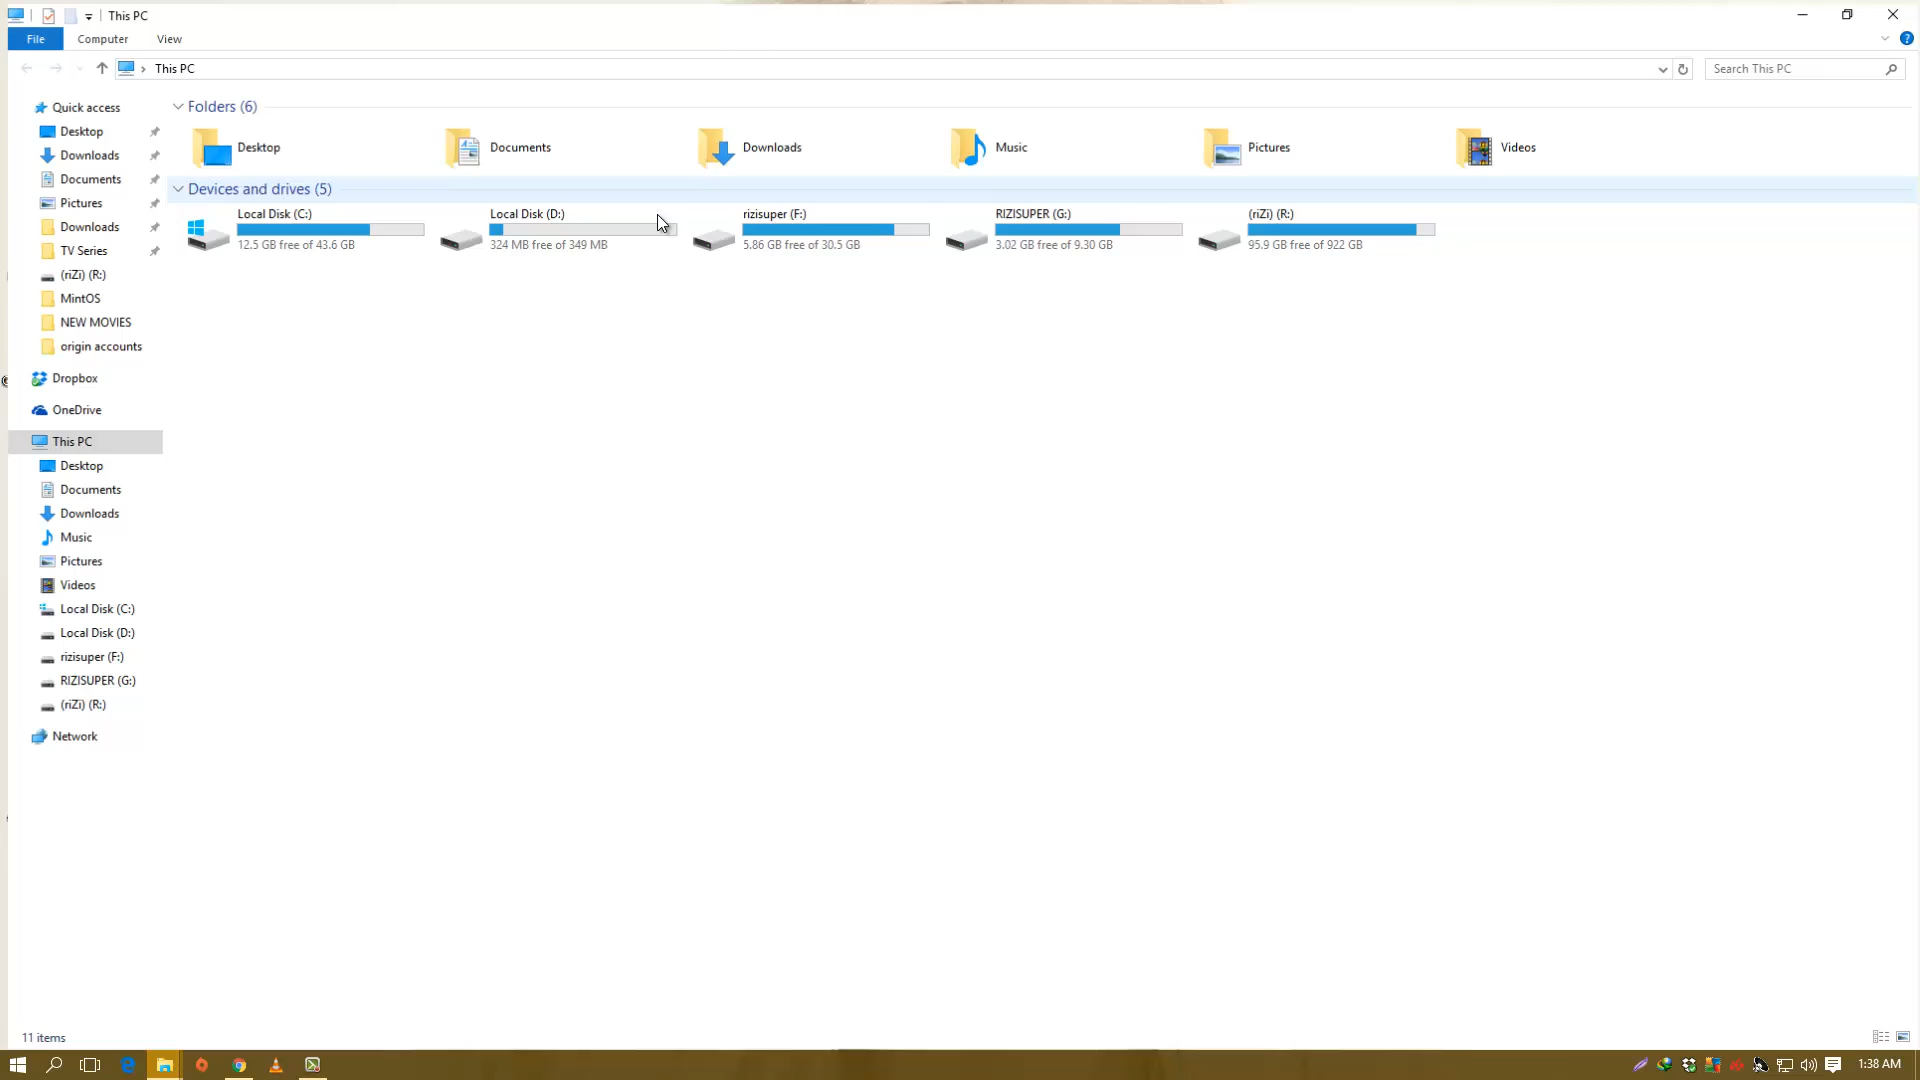 This PC
File Computer View
This PC
Search This PC
Quick access
Desktop
Downloads
Documents
Pictures
Downloads
TV Series
(riZi) (R:)
MintOS
NEW MOVIES
origin accounts
Dropbox
OneDrive
This PC
Desktop
Documents
Downloads
Music
Pictures
Videos
Local Disk (C:)
Local Disk (D:)
rizisuper (F:)
RIZISUPER (G:)
(riZi) (R:)
Network
Folders (6)
Desktop Documents Downloads Music Pictures Videos
Devices and drives (5)
Local Disk (C:)
12.5 GB free of 43.6 GB
Local Disk (D:)
324 MB free of 349 MB
rizisuper (F:)
5.86 GB free of 30.5 GB
RIZISUPER (G:)
3.02 GB free of 9.30 GB
(riZi) (R:)
95.9 GB free of 922 GB
11 items
1:38 AM